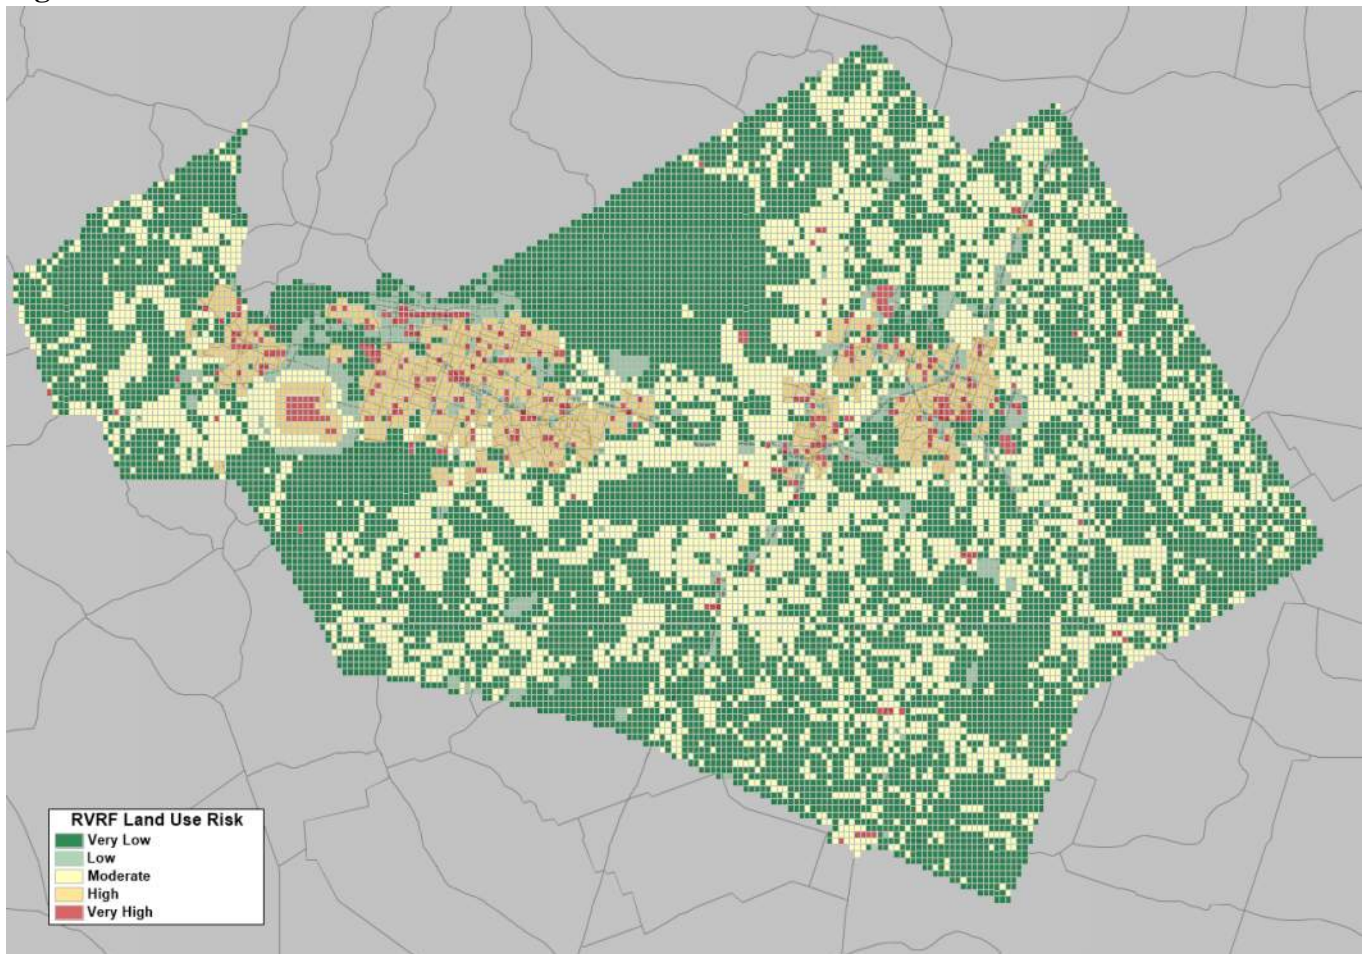 RVRF Land Use Risk
Very Low
Low
Moderate
High
Very High